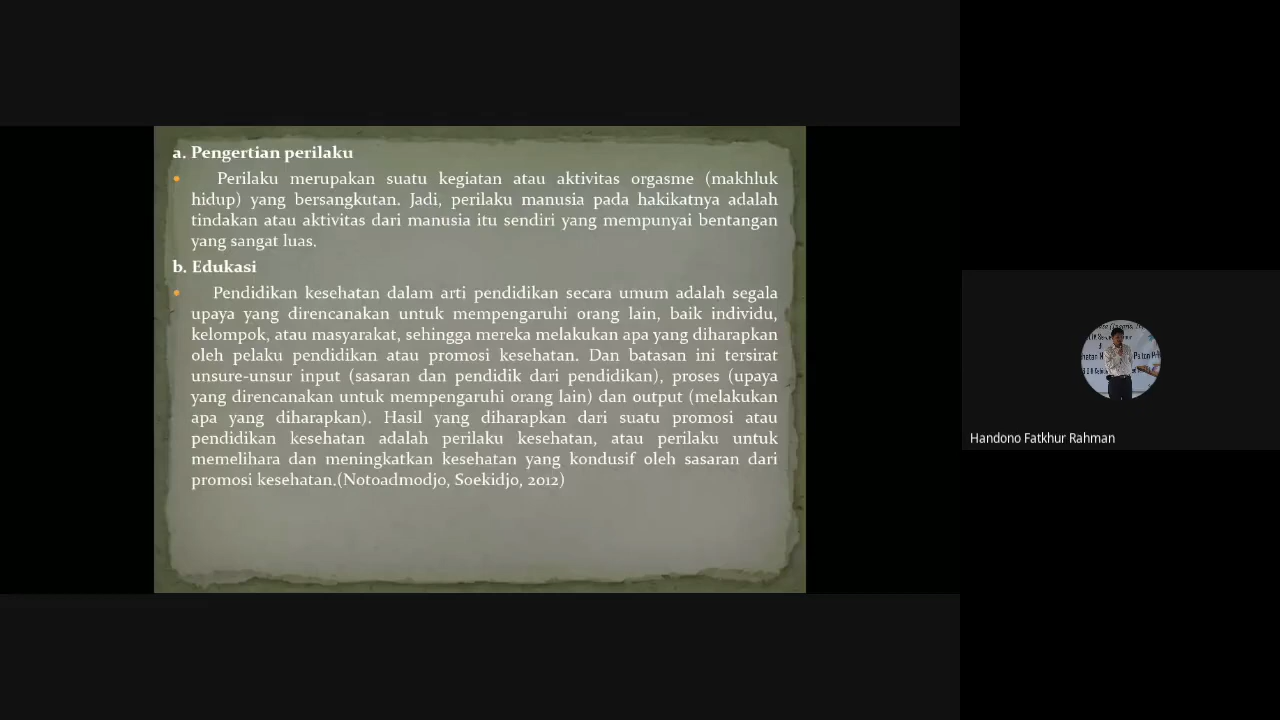 a. Pengertian perilaku
Perilaku merupakan suatu kegiatan atau aktivitas orgasme (makhluk
hidup) yang bersangkutan. Jadi, perilaku manusia pada hakikatnya adalah
tindakan atau aktivitas dari manusia itu sendiri yang mempunyai bentangan
yang sangat luas.
b. Edukasi
Pendidikan kesehatan dalam arti pendidikan secara umum adalah segala
upaya yang direncanakan untuk mempengaruhi orang lain, baik individu,
kelompok, atau masyarakat, sehingga mereka melakukan apa yang diharapkan
oleh pelaku pendidikan atau promosi kesehatan. Dan batasan ini tersirat
unsure-unsur input (sasaran dan pendidik dari pendidikan), proses (upaya
yang direncanakan untuk mempengaruhi orang lain) dan output (melakukan
apa yang diharapkan). Hasil yang diharapkan dari suatu promosi atau
pendidikan kesehatan adalah perilaku kesehatan, atau perilaku untuk
memelihara dan meningkatkan kesehatan yang kondusif oleh sasaran dari
promosi kesehatan.(Notoadmodjo, Soekidjo, 2012)
Handono Fatkhur Rahman